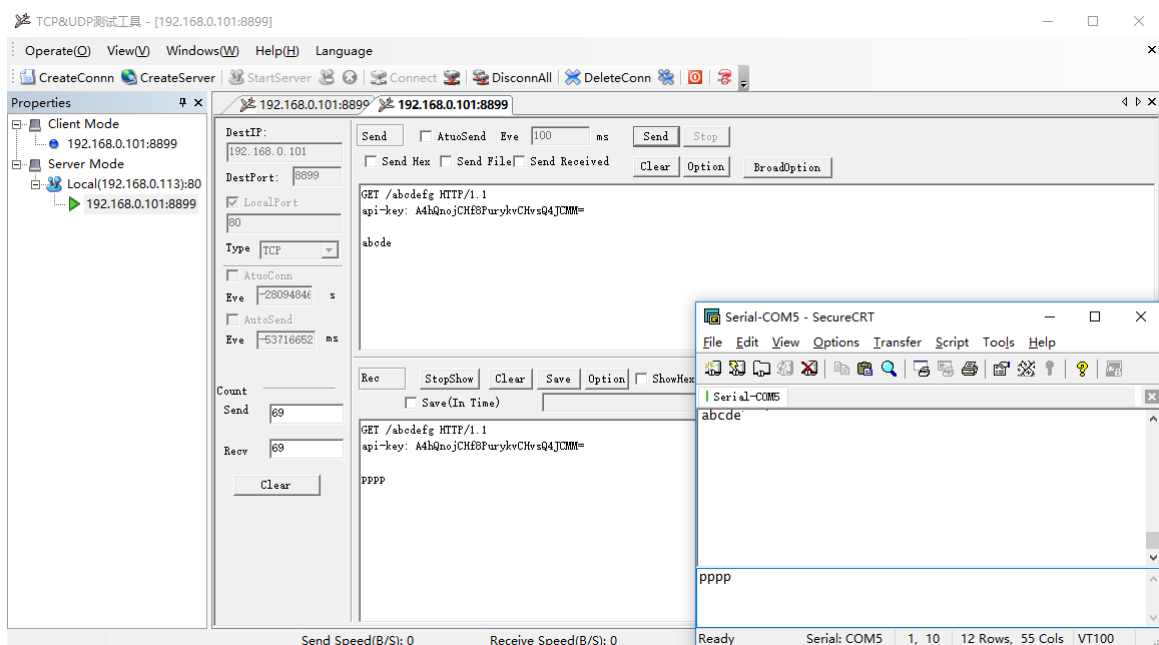 TCP&UDP测试工具 - [192.168.0.101:8899]
Operate(O) View(V) Windows(W) Help(H) Language
CreateConnn CreateServer StartServer Connect DisconnAll DeleteConn
Properties
192.168.0.101:8899 192.168.0.101:8899
Client Mode
192.168.0.101:8899
Server Mode
Local(192.168.0.113):80
192.168.0.101:8899
DestIP:
192.168.0.101
DestPort: 8899
LocalPort
80
Type TCP
AtuoConn
Eve -2809484 s
AutoSend
Eve -53716652 ms
Count
Send 69
Recv 69
Clear
Send AtuoSend Eve 100 ms Send Stop
Send Hex Send File Send Received Clear Option BroadOption
GET /abcdefg HTTP/1.1
api-key: A4hQnojCHf8PurykvCHvsQ4JCMM=
abcde
Rec StopShow Clear Save Option ShowHex
Save(In Time)
GET /abcdefg HTTP/1.1
api-key: A4hQnojCHf8PurykvCHvsQ4JCMM=
pppp
Send Speed(B/S): 0 Receive Speed(B/S): 0
Serial-COM5 - SecureCRT
File Edit View Options Transfer Script Tools Help
Serial-COM5
abcde
pppp
Ready Serial: COM5 1, 10 12 Rows, 55 Cols VT100